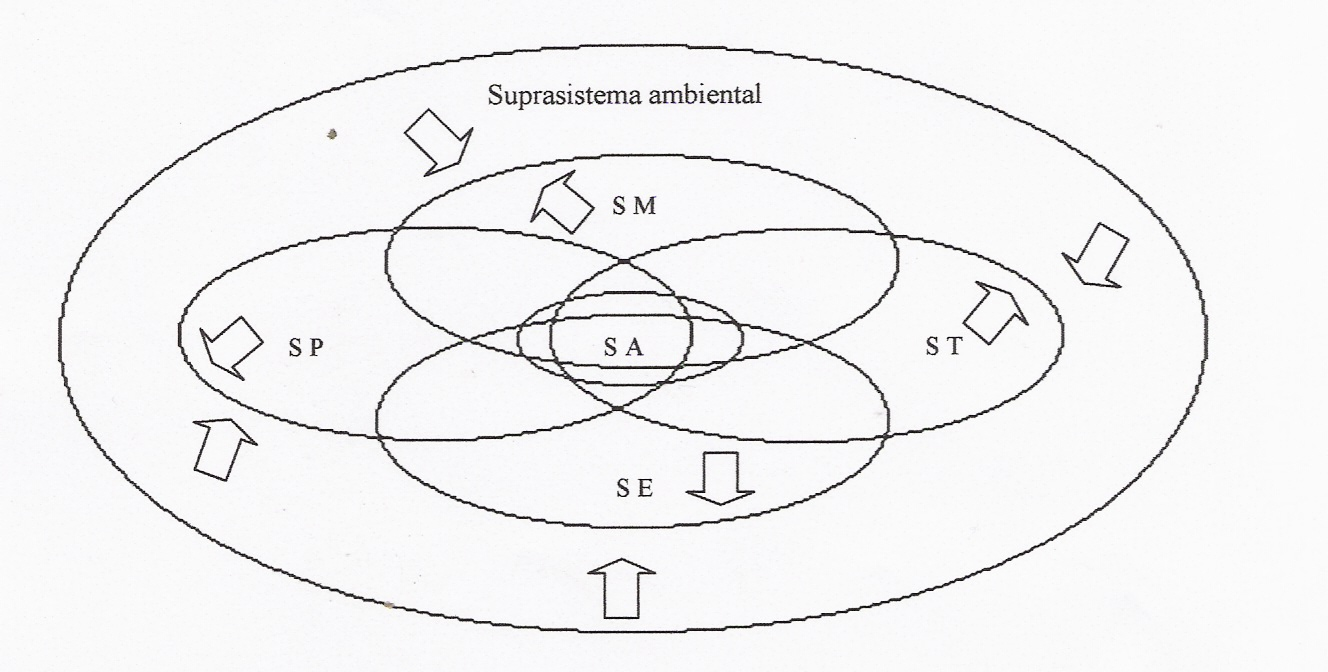 Suprasistema ambiental
S M
S P
S A
S T
S E